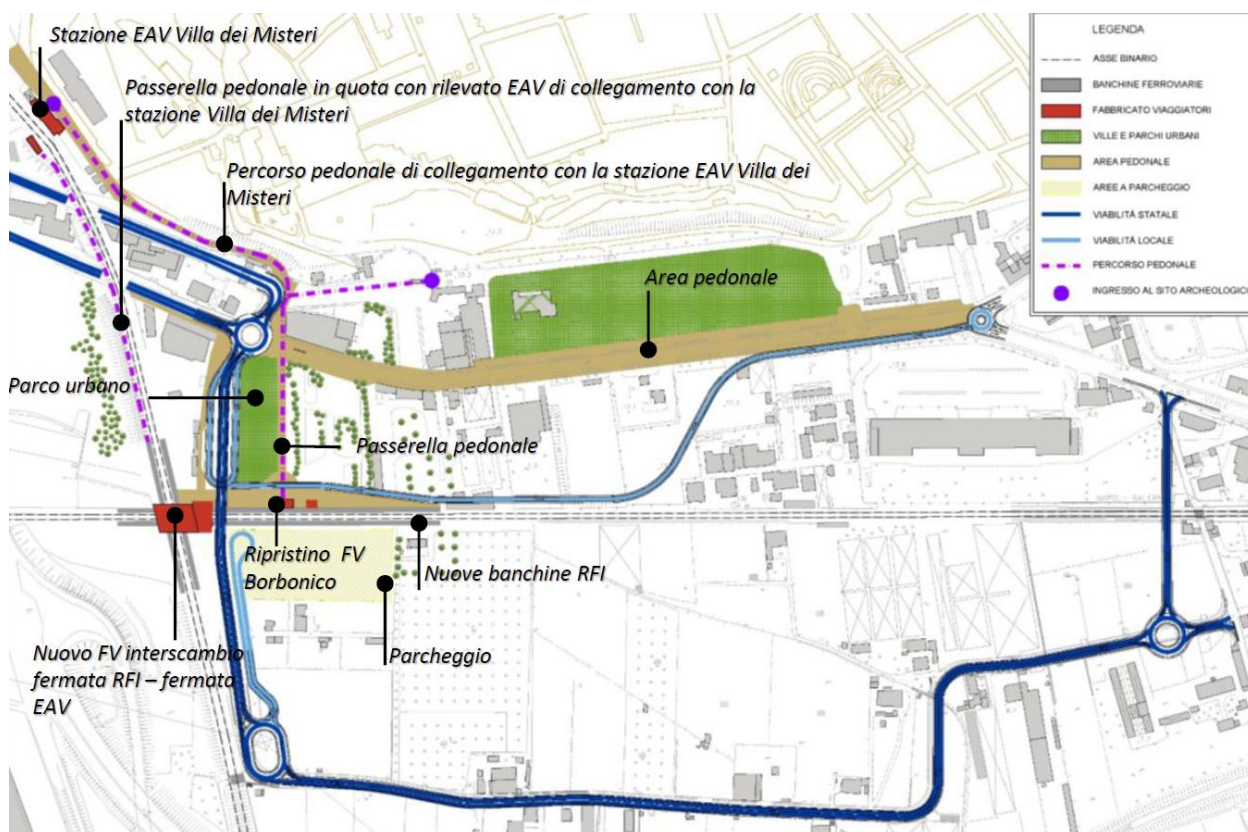 Stazione EAV Villa dei Misteri
Passerella pedonale in quota con rilevato EAV di collegamento con la
stazione Villa dei Misteri
Percorso pedonale di collegamento con la stazione EAV Villa dei
Misteri
Area pedonale
Parco urbano
Passerella pedonale
Ripristino FV
Borbonico
Nuove banchine RFI
Parcheggio
Nuovo FV interscambio
fermata RFI – fermata
EAV
NAPOLI - SALERNO
LEGENDA
ASSE BINARIO
BANCHINE FERROVIARIE
FABBRICATO VIAGGIATORI
VILLE E PARCHI URBANI
AREA PEDONALE
AREE A PARCHEGGIO
VIABILITÀ STATALE
VIABILITÀ LOCALE
PERCORSO PEDONALE
INGRESSO AL SITO ARCHEOLOGICO